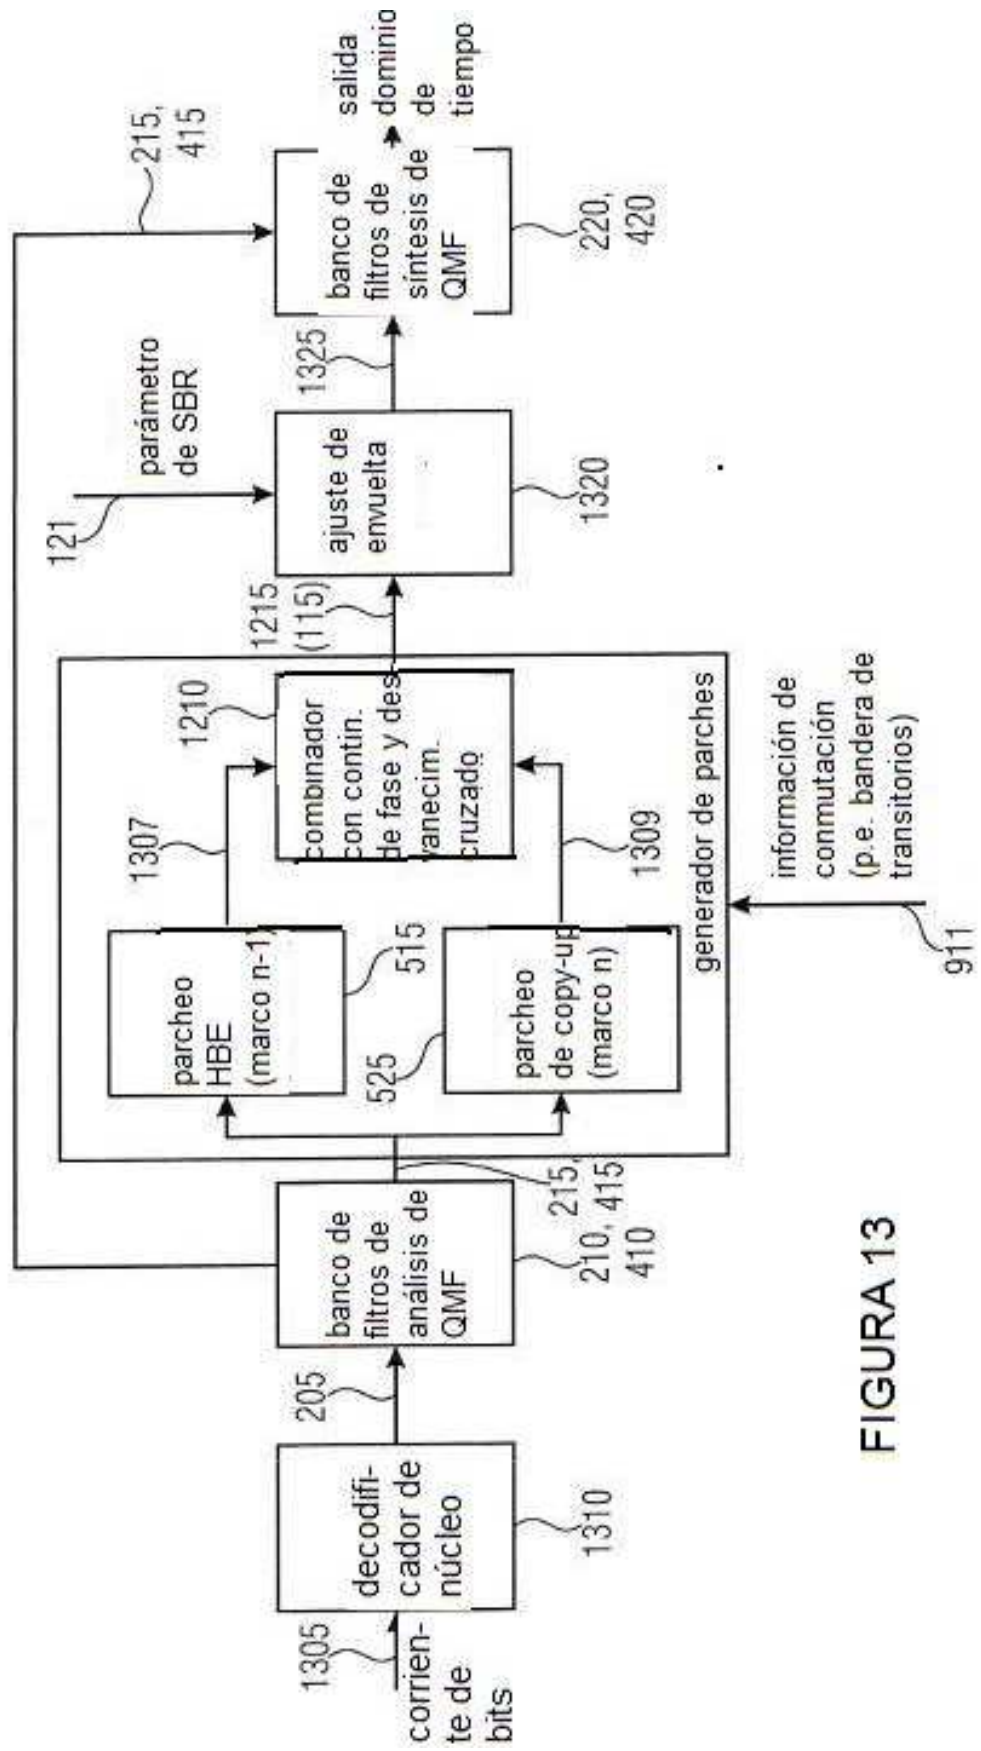 corrien-
te de
bits
1305
decodifi-
cador de
núcleo
1310
205
banco de
filtros de
análisis de
QMF
210,
410
215,
415
parcheo
HBE
(marco n-1)
515
525
parcheo
de copy-up
(marco n)
1307
1309
1210
combinador
con contin.
de fase y des
vanecim.
cruzado
generador de parches
información de
conmutación
(p.e. bandera de
transitorios)
911
1215
(115)
121
parámetro
de SBR
ajuste de
envuelta
1320
1325
215,
415
banco de
filtros de
síntesis de
QMF
220,
420
salida
dominio
de
tiempo
FIGURA 13